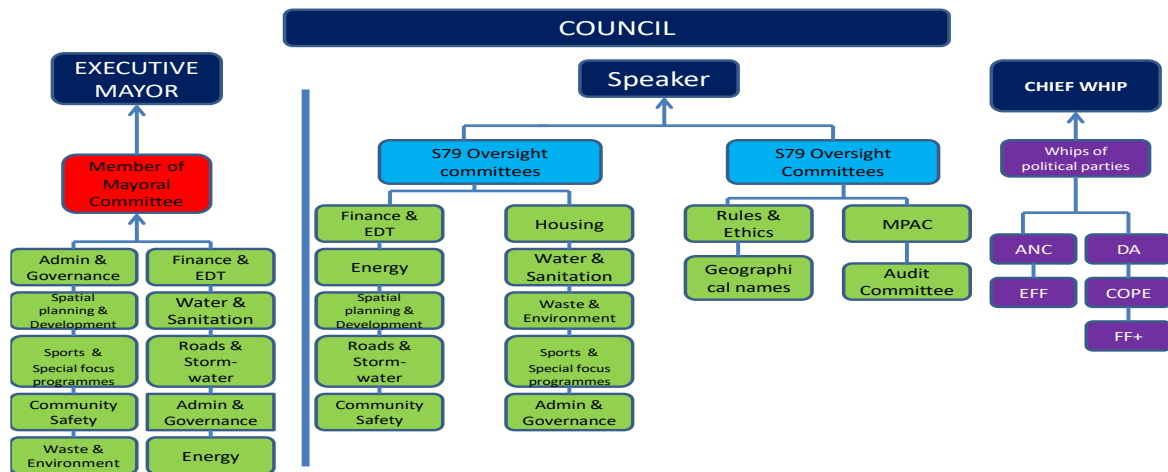 COUNCIL
EXECUTIVE
MAYOR
Speaker
CHIEF WHIP
Member of
Mayoral
Committee
S79 Oversight
committees
S79 Oversight
Committees
Whips of
political parties
Admin &
Governance
Spatial
planning &
Development
Sports &
Special focus
programmes
Community
Safety
Waste &
Environment
Finance &
EDT
Water &
Sanitation
Roads &
Storm-
water
Admin &
Governance
Energy
Finance &
EDT
Energy
Spatial
planning &
Development
Roads &
Storm-
water
Community
Safety
Housing
Water &
Sanitation
Waste &
Environment
Sports &
Special focus
programmes
Admin &
Governance
Rules &
Ethics
Geographi
cal names
MPAC
Audit
Committee
ANC
EFF
DA
COPE
FF+